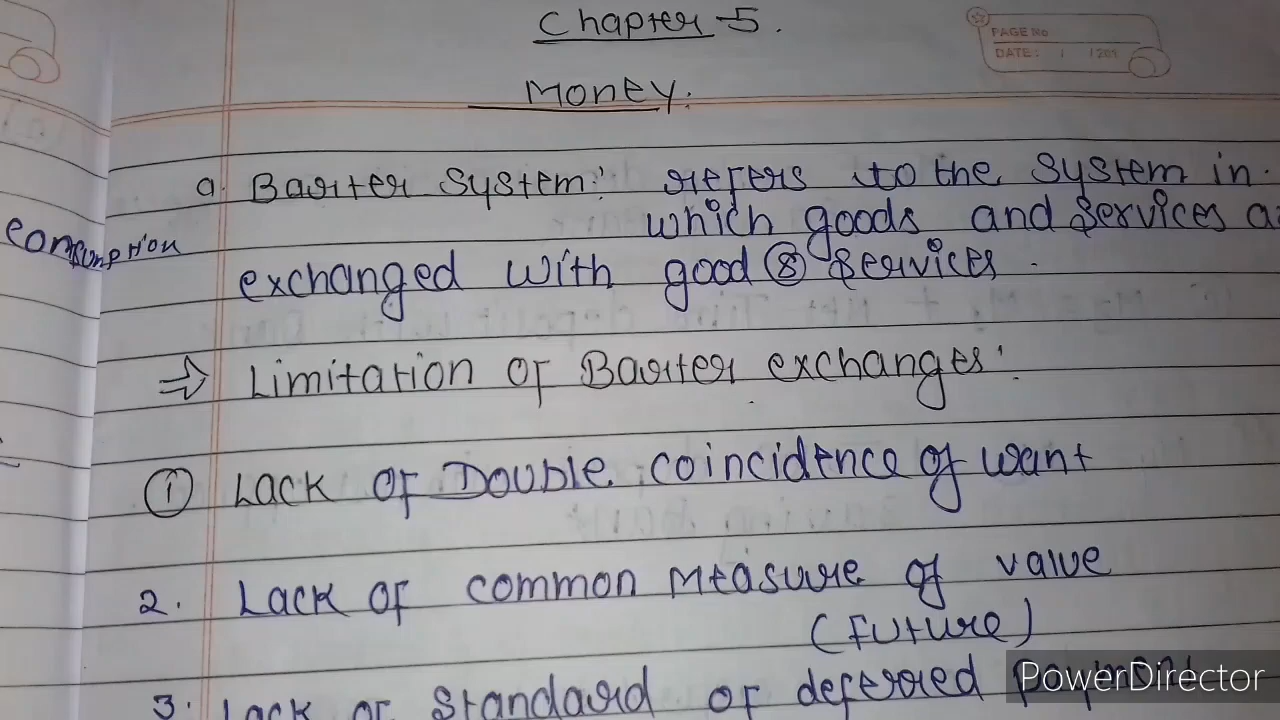 Chapter-5.
PAGE No
DATE: / /201
Money.
a. Barter System: refers to the System in
which goods and services a
consumption
exchanged with good & services.
⇒ Limitation of Barter exchanges:
① Lack of Double coincidence of want
2. Lack of common measure of value
(future)
3. Lack of standard of deferred payment
PowerDirector